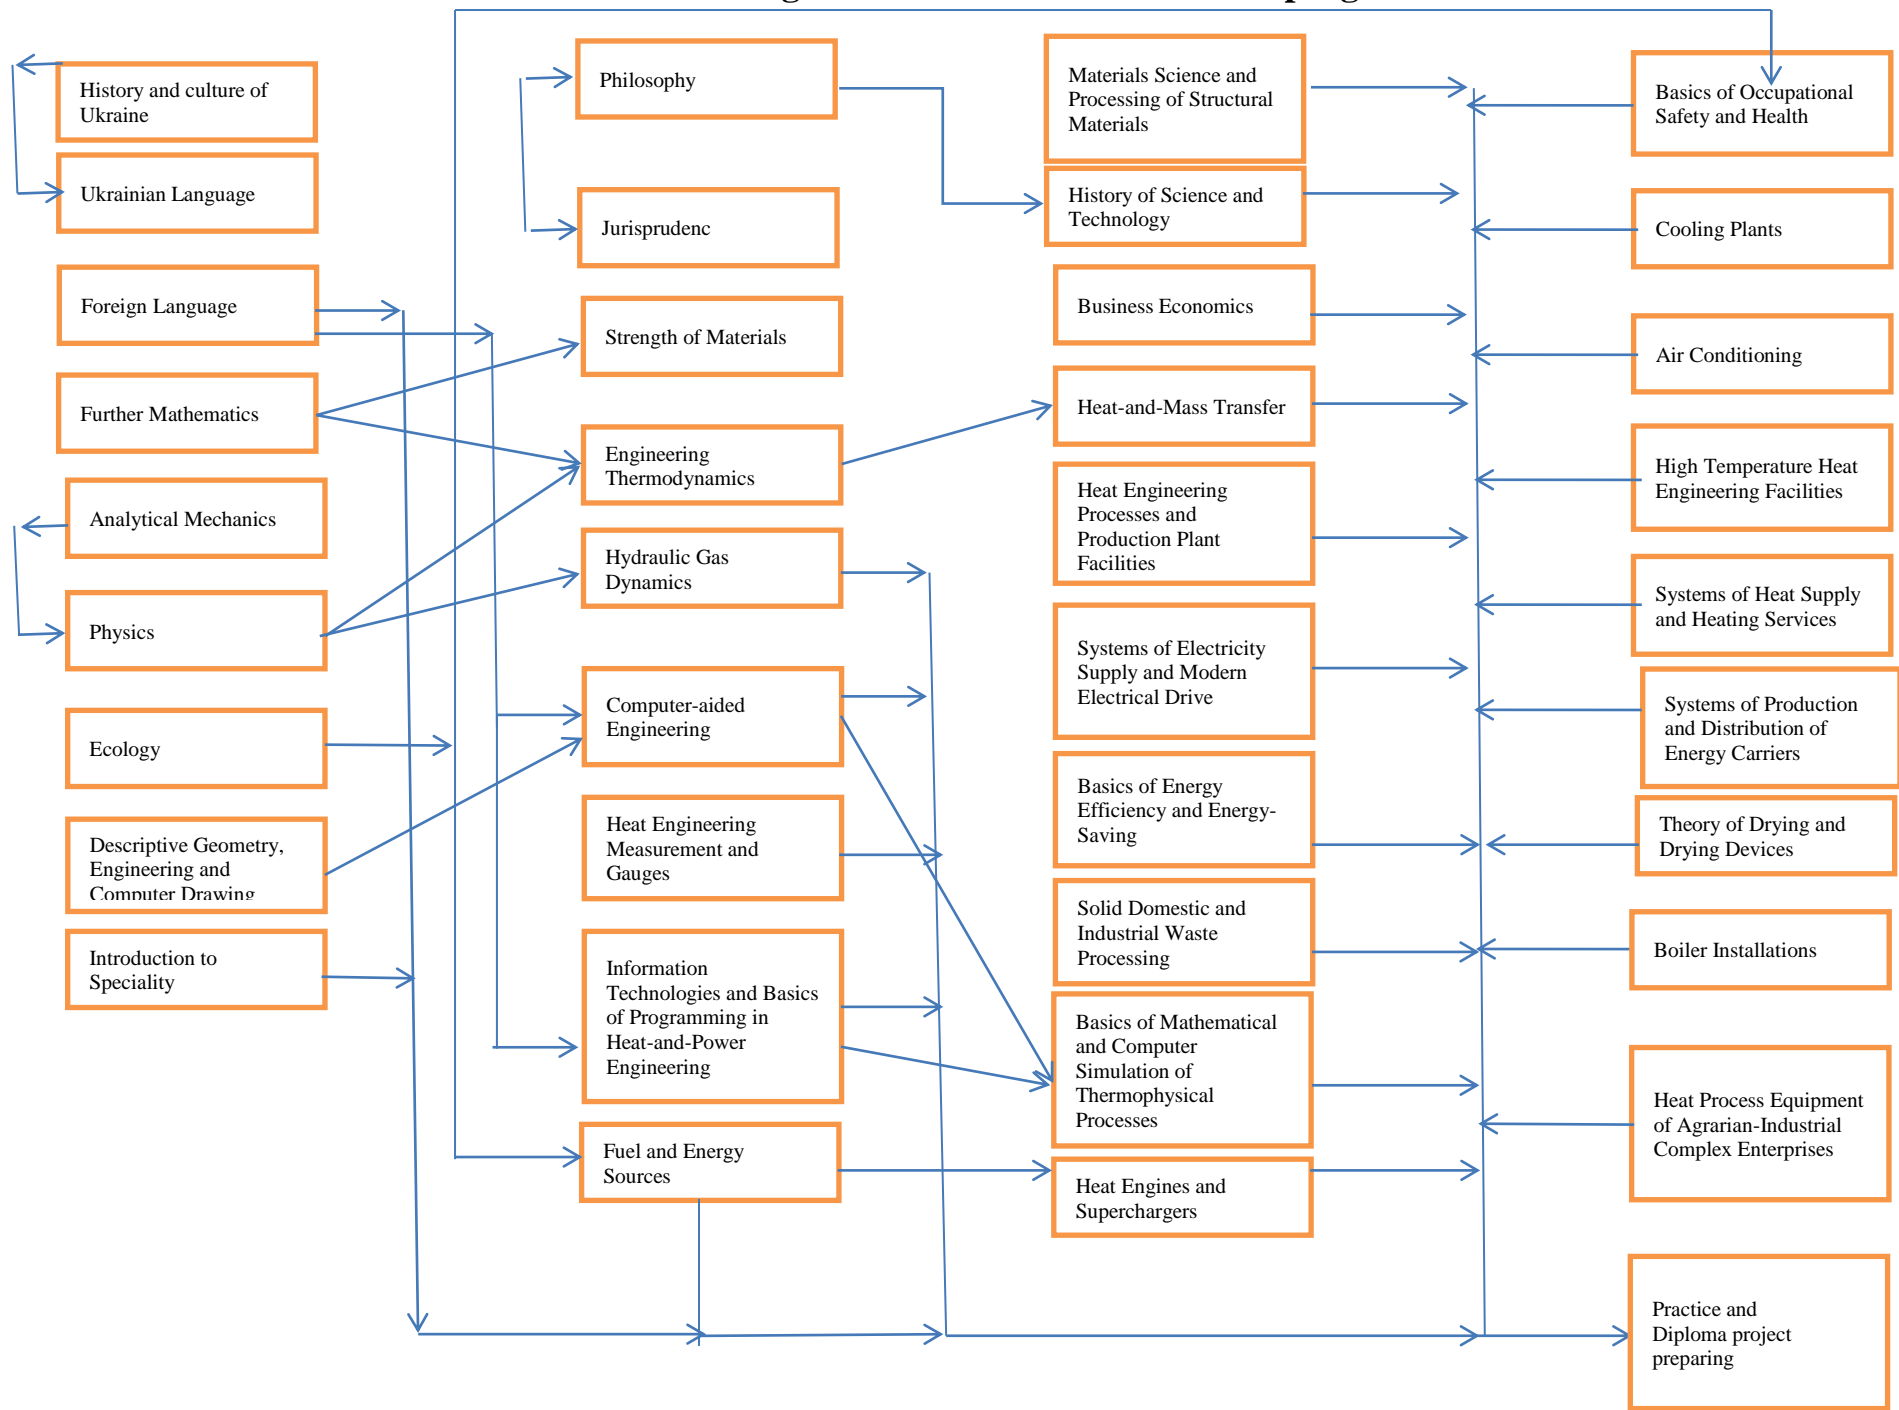 History and culture of
Ukraine
Ukrainian Language
Foreign Language
Further Mathematics
Analytical Mechanics
Physics
Ecology
Descriptive Geometry,
Engineering and
Computer Drawing
Introduction to
Speciality
Philosophy
Jurisprudenc
Strength of Materials
Engineering
Thermodynamics
Hydraulic Gas
Dynamics
Computer-aided
Engineering
Heat Engineering
Measurement and
Gauges
Information
Technologies and Basics
of Programming in
Heat-and-Power
Engineering
Fuel and Energy
Sources
Materials Science and
Processing of Structural
Materials
History of Science and
Technology
Business Economics
Heat-and-Mass Transfer
Heat Engineering
Processes and
Production Plant
Facilities
Systems of Electricity
Supply and Modern
Electrical Drive
Basics of Energy
Efficiency and Energy-
Saving
Solid Domestic and
Industrial Waste
Processing
Basics of Mathematical
and Computer
Simulation of
Thermophysical
Processes
Heat Engines and
Superchargers
Basics of Occupational
Safety and Health
Cooling Plants
Air Conditioning
High Temperature Heat
Engineering Facilities
Systems of Heat Supply
and Heating Services
Systems of Production
and Distribution of
Energy Carriers
Theory of Drying and
Drying Devices
Boiler Installations
Heat Process Equipment
of Agrarian-Industrial
Complex Enterprises
Practice and
Diploma project
preparing